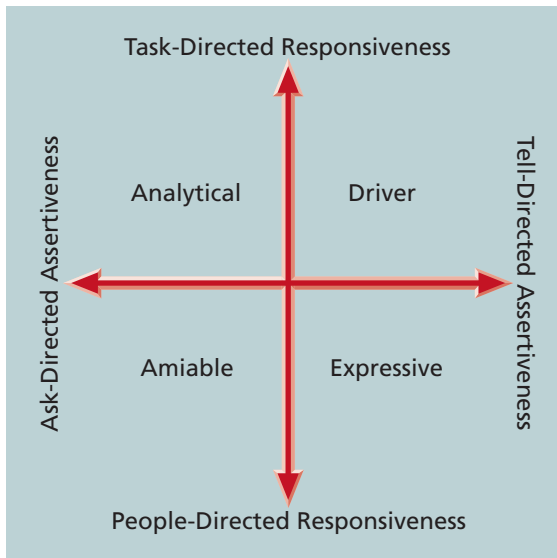 Task-Directed Responsiveness
Ask-Directed Assertiveness
Tell-Directed Assertiveness
Analytical
Driver
Amiable
Expressive
People-Directed Responsiveness